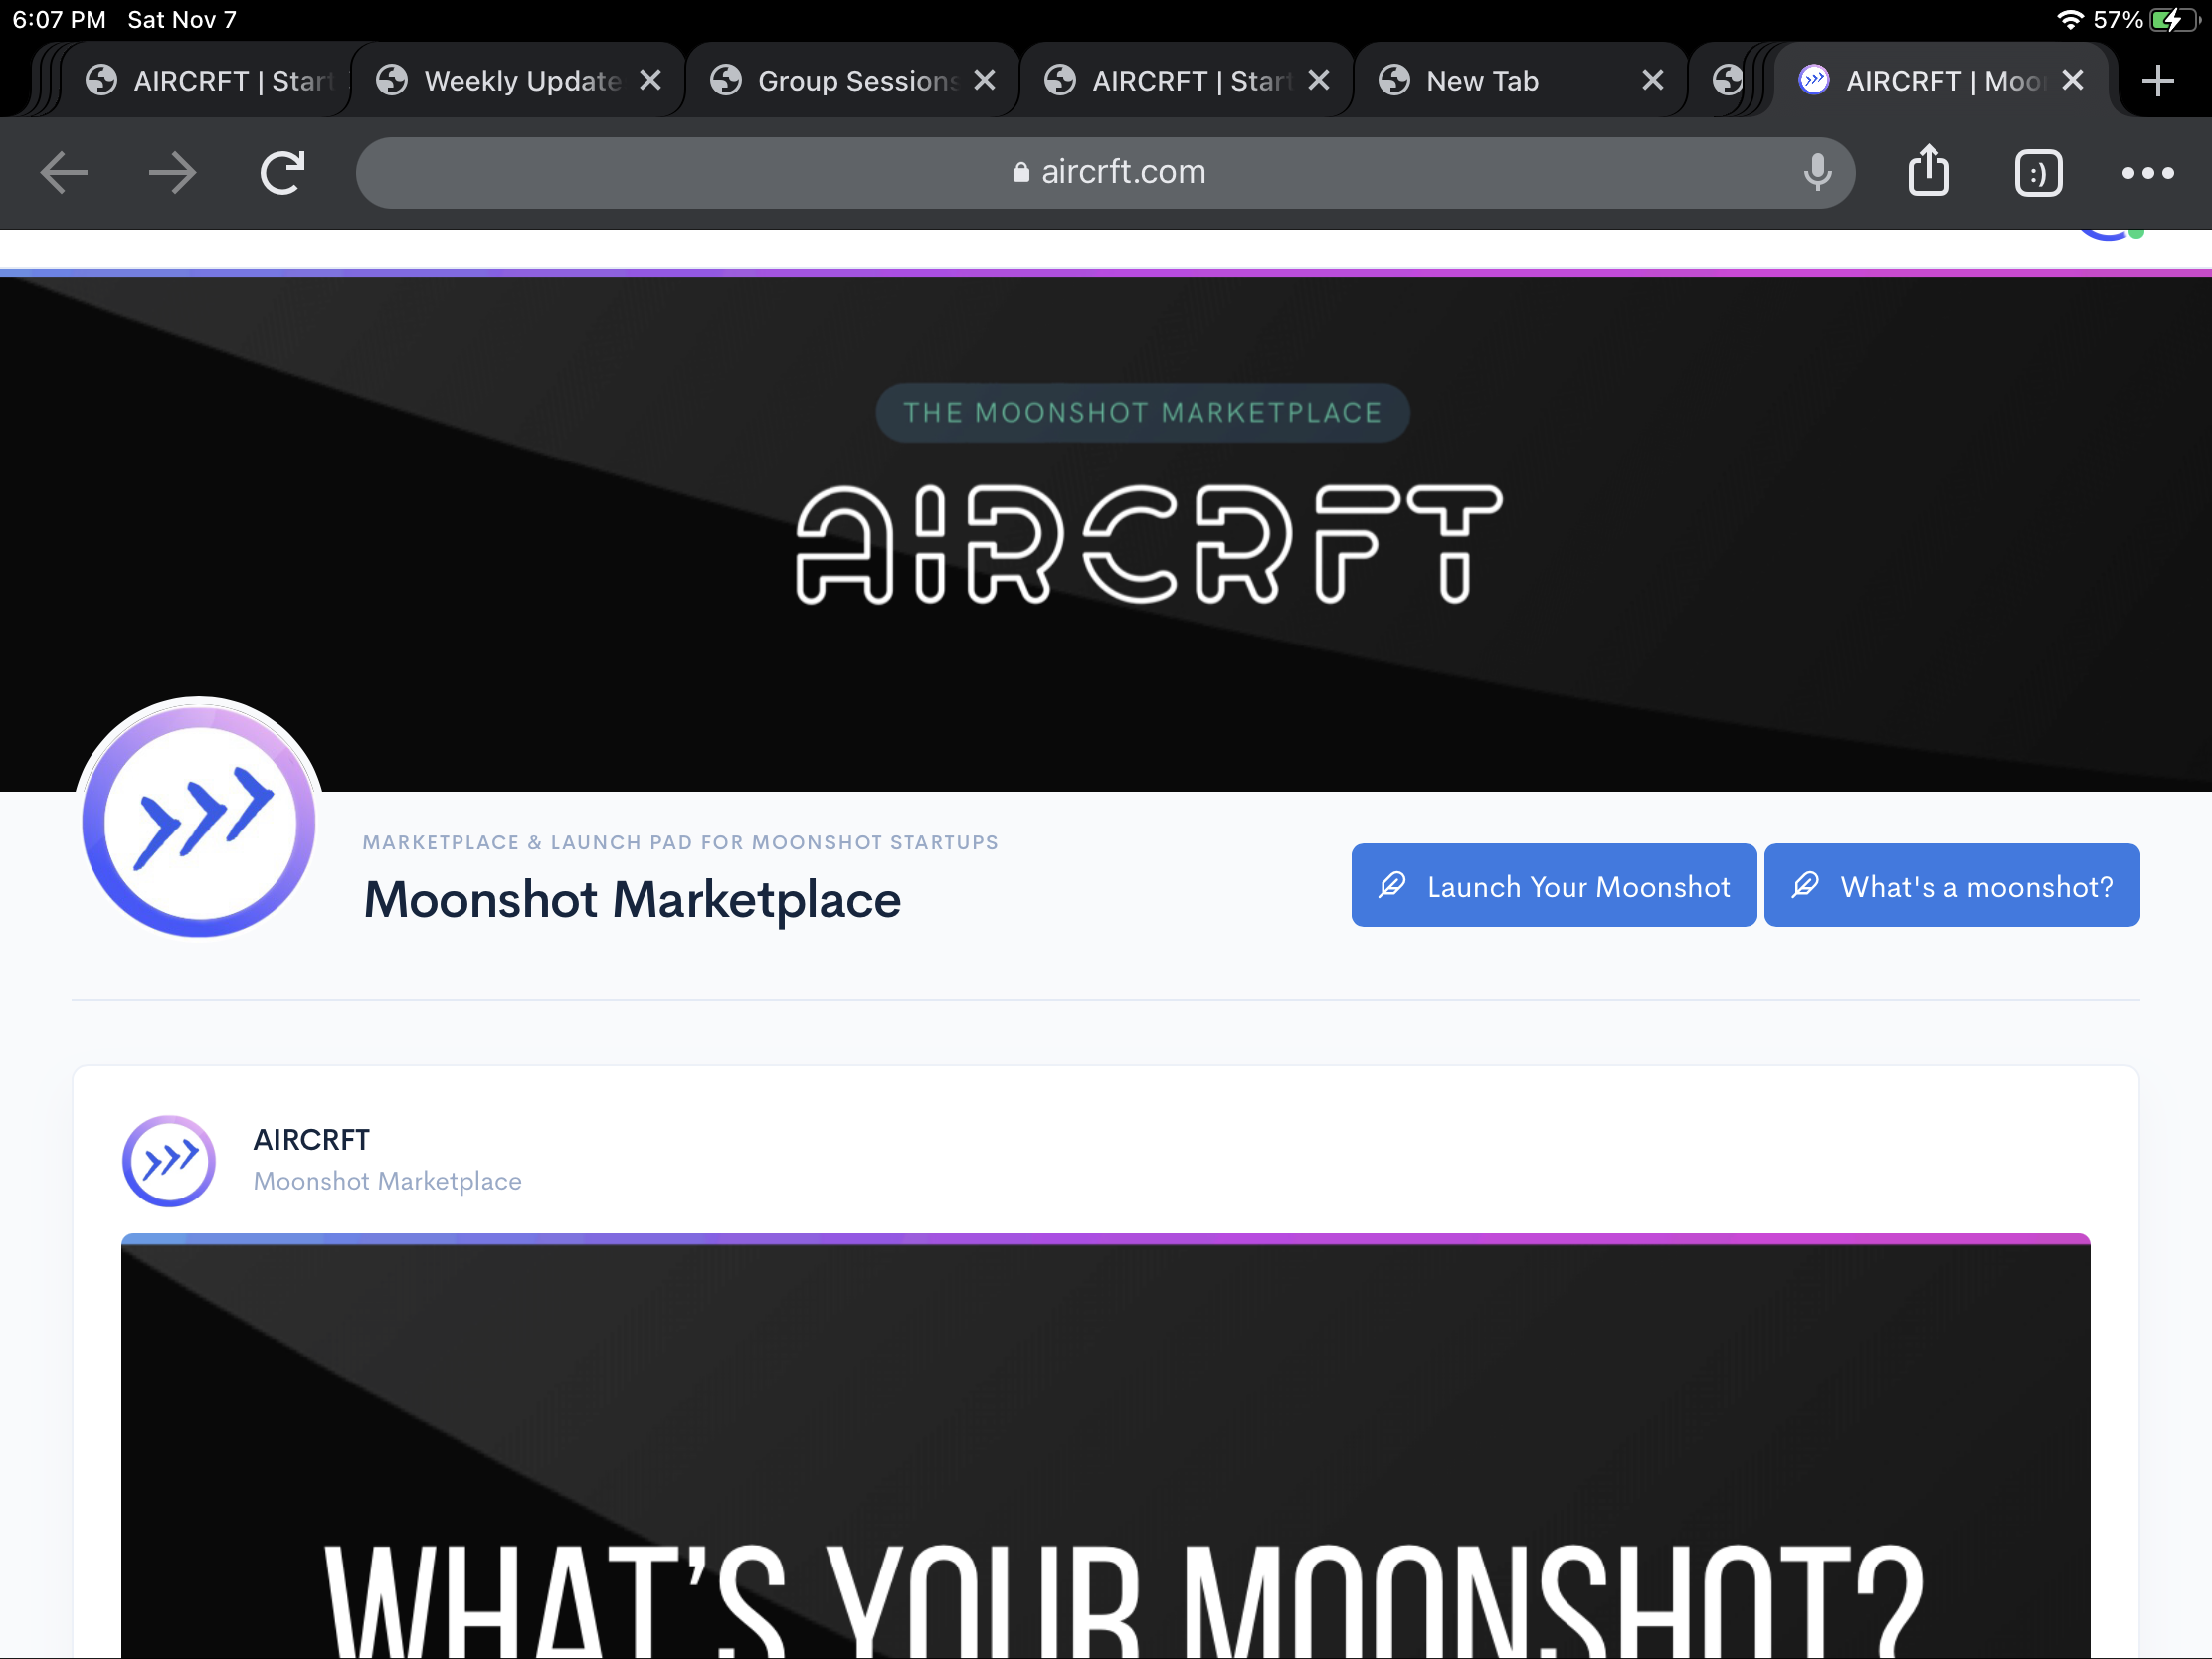 6:07 PM Sat Nov 7
57%
AIRCRFT | Start
Weekly Update
Group Sessions
AIRCRFT | Start
New Tab
AIRCRFT | Moo
aircrft.com
:)
THE MOONSHOT MARKETPLACE
AIRCRFT
MARKETPLACE & LAUNCH PAD FOR MOONSHOT STARTUPS
Moonshot Marketplace
Launch Your Moonshot
What's a moonshot?
AIRCRFT
Moonshot Marketplace
WHAT'S YOUR MOONSHOT?